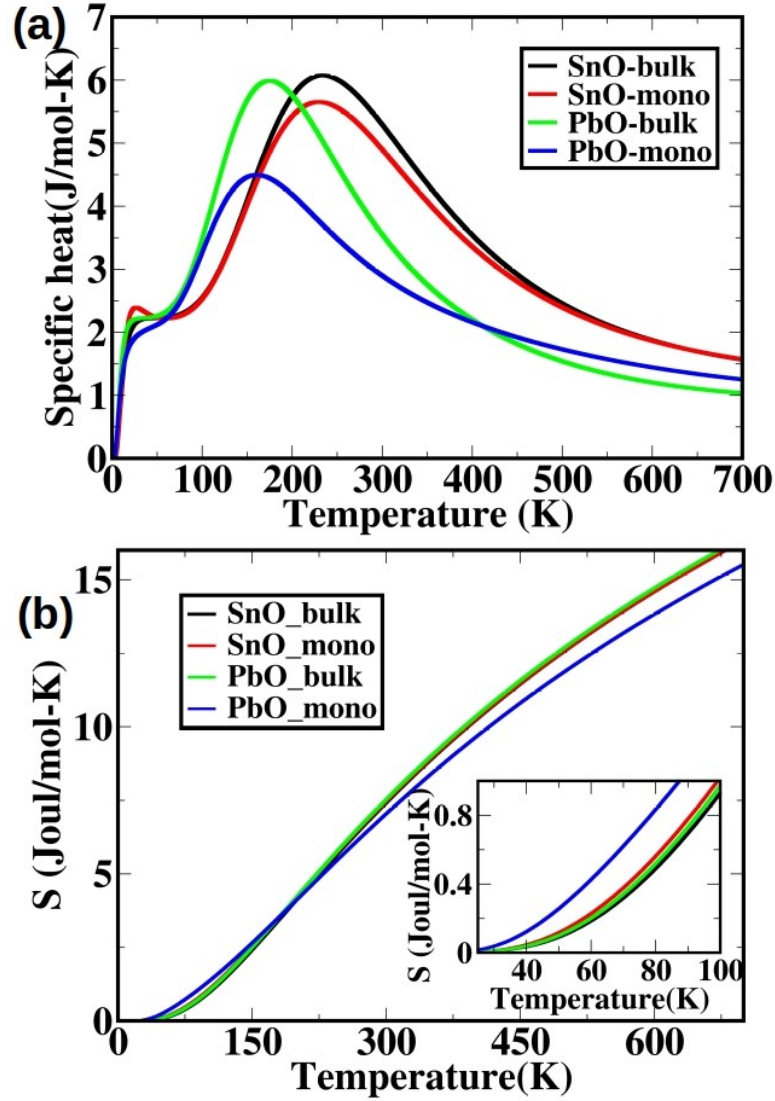 (a)
7
6
5
4
3
2
1
0
Specific heat(J/mol-K)
SnO-bulk
SnO-mono
PbO-bulk
PbO-mono
0 100 200 300 400 500 600 700
Temperature (K)
(b)
15
10
5
0
S (Joul/mol-K)
SnO_bulk
SnO_mono
PbO_bulk
PbO_mono
0.8
0.4
0
S (Joul/mol-K)
40 60 80 100
Temperature(K)
0 150 300 450 600
Temperature(K)